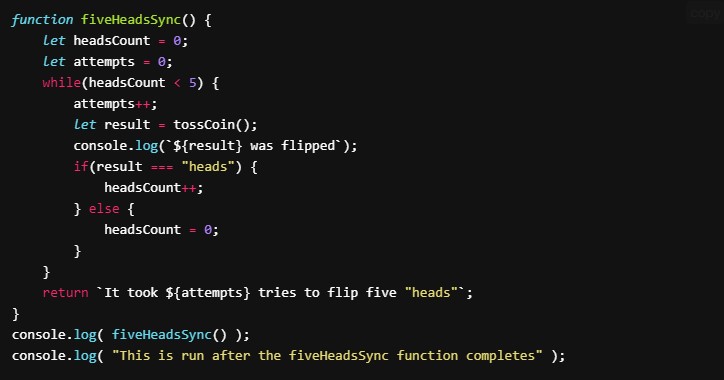 copy
function fiveHeadsSync() {
    let headsCount = 0;
    let attempts = 0;
    while(headsCount < 5) {
        attempts++;
        let result = tossCoin();
        console.log(`${result} was flipped`);
        if(result === "heads") {
            headsCount++;
        } else {
            headsCount = 0;
        }
    }
    return `It took ${attempts} tries to flip five "heads"`;
}
console.log( fiveHeadsSync() );
console.log( "This is run after the fiveHeadsSync function completes" );